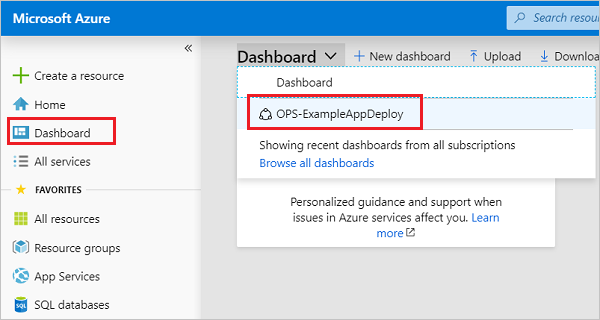 Microsoft Azure
Search resou
Create a resource
Home
Dashboard
All services
FAVORITES
All resources
Resource groups
App Services
SQL databases
SQL
Dashboard
New dashboard
Upload
Downloa
Dashboard
OPS-ExampleAppDeploy
Showing recent dashboards from all subscriptions
Browse all dashboards
Personalized guidance and support when
issues in Azure services affect you. Learn
more